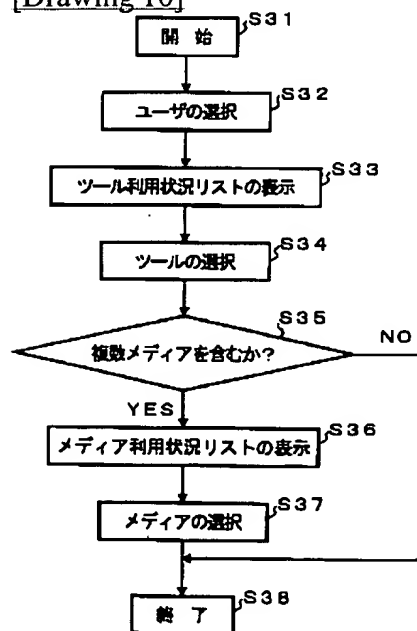 [Drawing 10]
S31
開 始
S32
ユーザの選択
S33
ツール利用状況リストの表示
S34
ツールの選択
S35
複数メディアを含むか?
NO
YES
S36
メディア利用状況リストの表示
S37
メディアの選択
S38
終 了